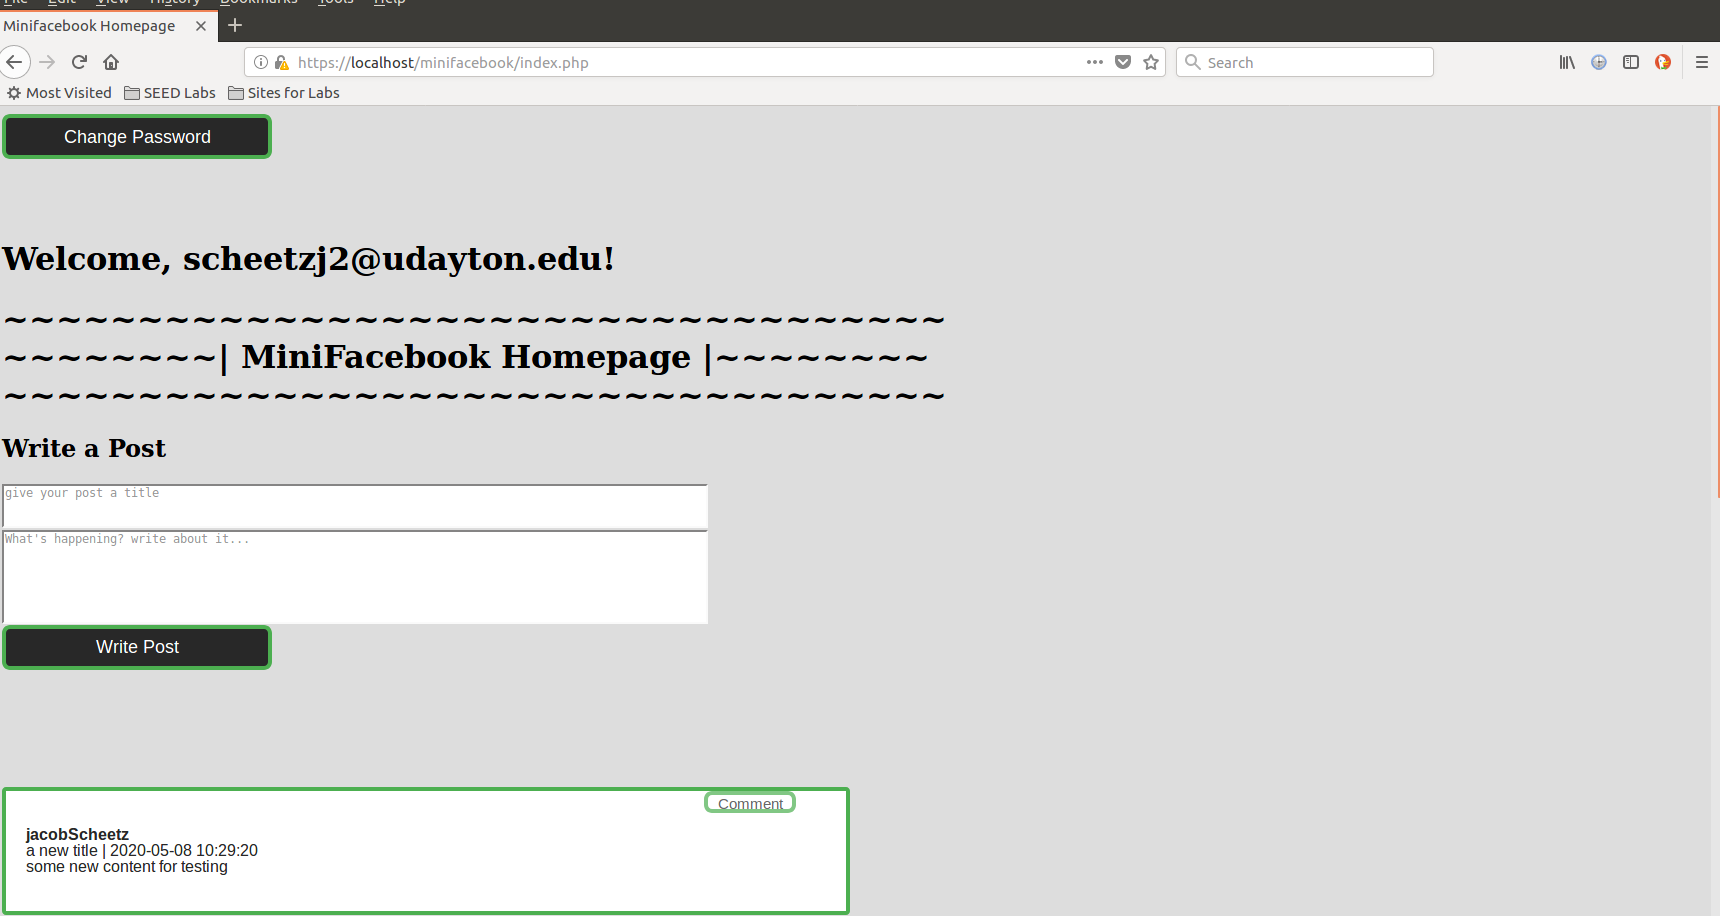 File Edit View History Bookmarks Tools Help
Minifacebook Homepage
https://localhost/minifacebook/index.php
Search
Most Visited SEED Labs Sites for Labs
Change Password
Welcome, scheetzj2@udayton.edu!
~~~~~~~~~~~~~~~~~~~~~~~~~~~~~~~~~~~
~~~~~~~~| MiniFacebook Homepage |~~~~~~~~
~~~~~~~~~~~~~~~~~~~~~~~~~~~~~~~~~~~
Write a Post
give your post a title
What's happening? write about it...
Write Post
Comment
jacobScheetz
a new title | 2020-05-08 10:29:20
some new content for testing